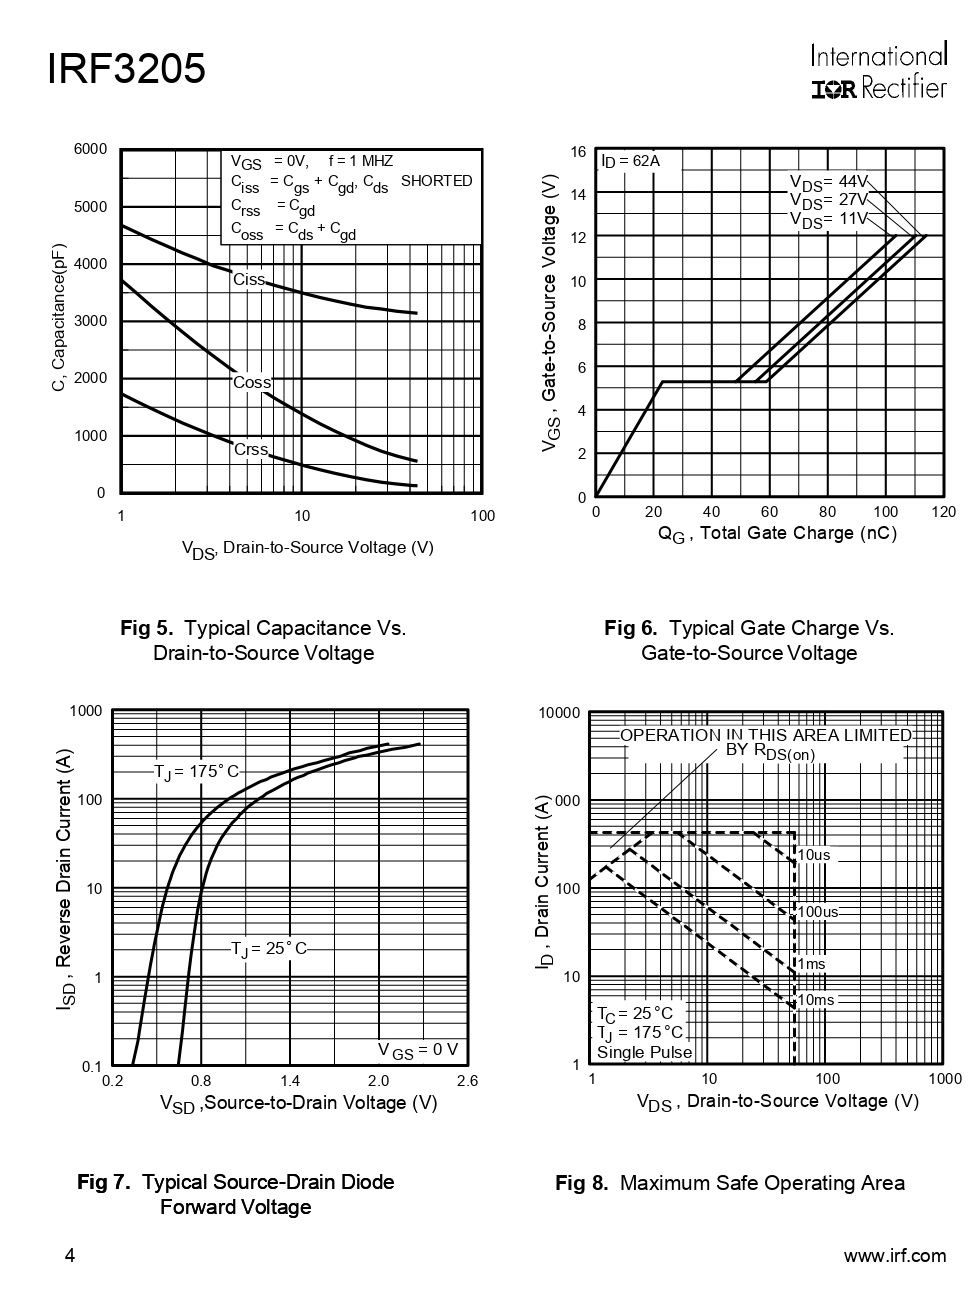 IRF3205
International
IOR Rectifier
6000
5000
4000
3000
2000
1000
0
1
10
100
C, Capacitance(pF)
VDS, Drain-to-Source Voltage (V)
VGS = 0V, f = 1 MHZ
Ciss = Cgs + Cgd, Cds SHORTED
Crss = Cgd
Coss = Cds + Cgd
Ciss
Coss
Crss
Fig 5. Typical Capacitance Vs.
Drain-to-Source Voltage
16
14
12
10
8
6
4
2
0
0
20
40
60
80
100
120
VGS , Gate-to-Source Voltage (V)
QG , Total Gate Charge (nC)
ID = 62A
VDS= 44V
VDS= 27V
VDS= 11V
Fig 6. Typical Gate Charge Vs.
Gate-to-Source Voltage
1000
100
10
1
0.1
0.2
0.8
1.4
2.0
2.6
ISD , Reverse Drain Current (A)
VSD ,Source-to-Drain Voltage (V)
TJ = 175°C
TJ = 25°C
VGS = 0 V
Fig 7. Typical Source-Drain Diode
Forward Voltage
10000
000
100
10
1
1
10
100
1000
ID , Drain Current (A)
VDS , Drain-to-Source Voltage (V)
OPERATION IN THIS AREA LIMITED
BY RDS(on)
10us
100us
1ms
10ms
TC = 25°C
TJ = 175°C
Single Pulse
Fig 8. Maximum Safe Operating Area
4
www.irf.com